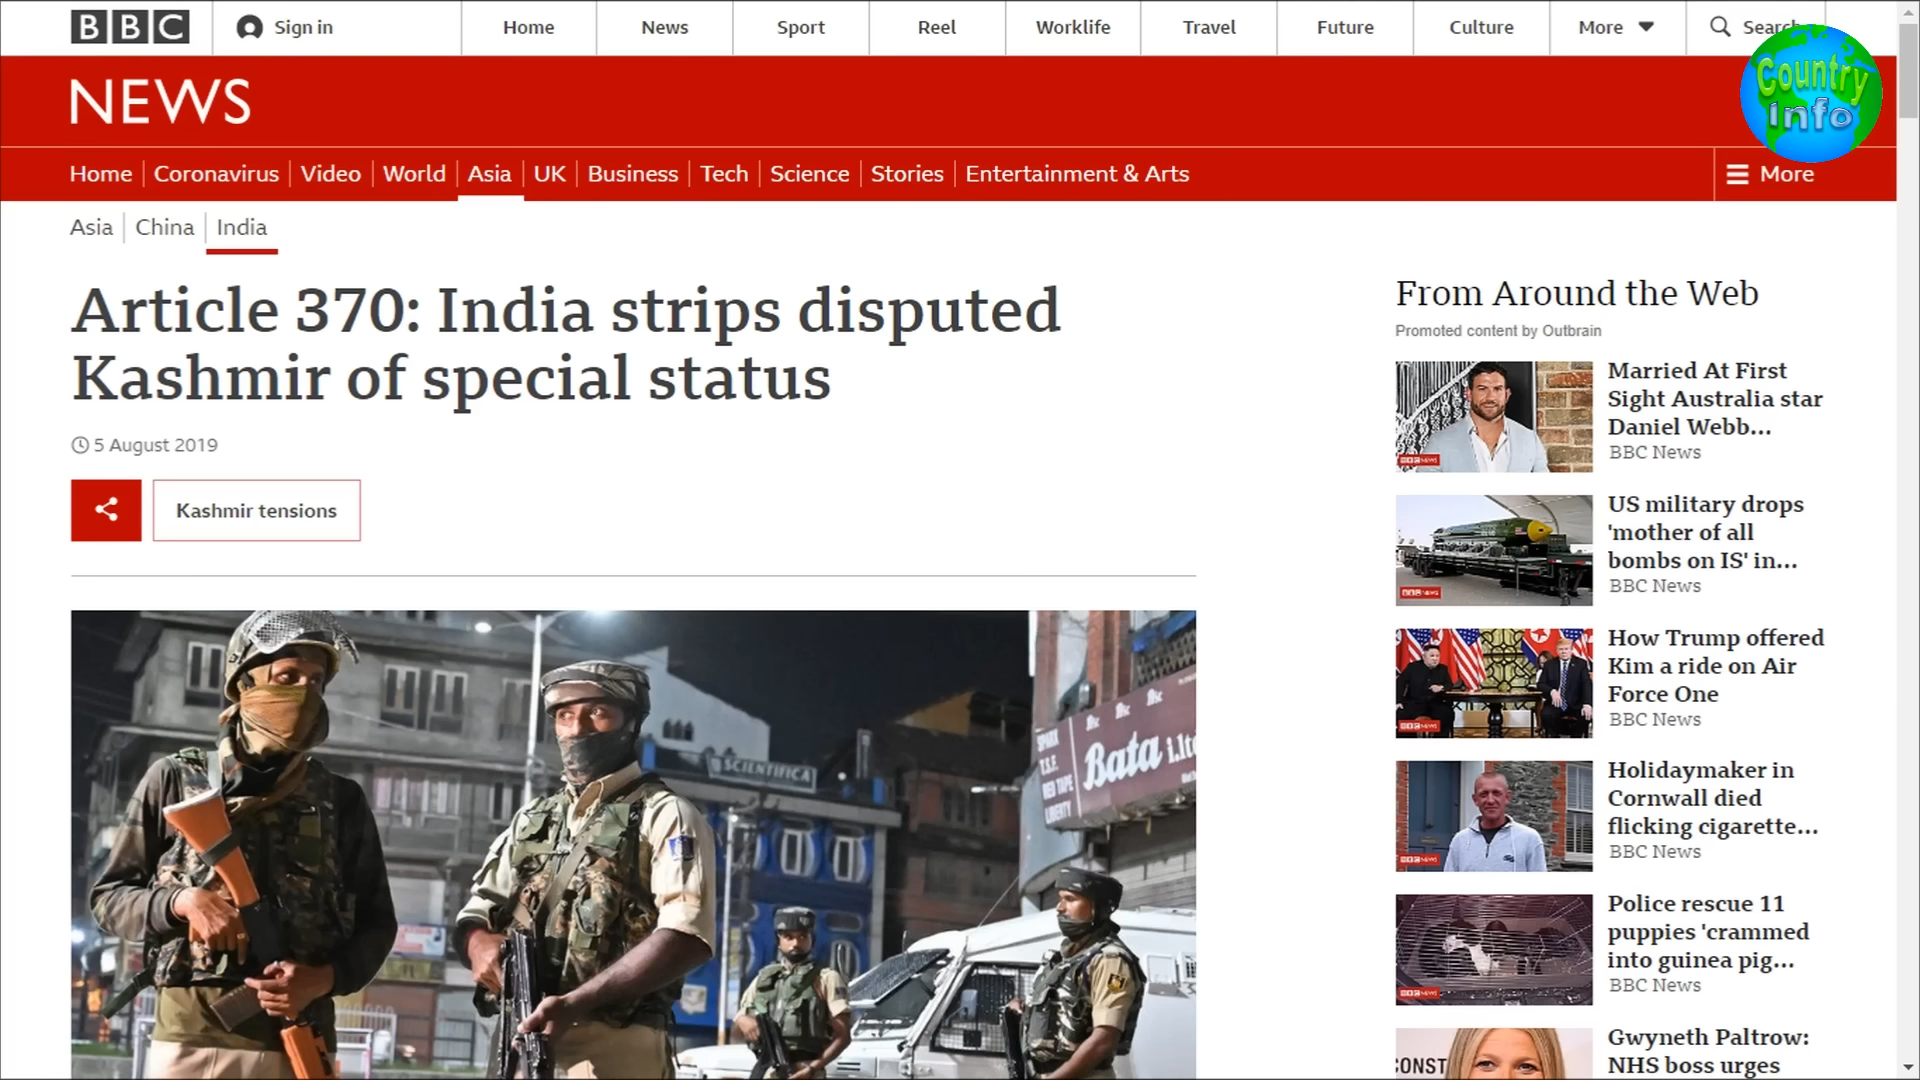 BBC
Sign in
Home
News
Sport
Reel
Worklife
Travel
Future
Culture
More
Country
info
NEWS
Home
Coronavirus
Video
World
Asia
UK
Business
Tech
Science
Stories
Entertainment & Arts
More
Asia
China
India
Article 370: India strips disputed
Kashmir of special status
5 August 2019
Kashmir tensions
SCIENTIFICA
Bata
T.S.F.
RED TAPE
LIBERTY
From Around the Web
Promoted content by Outbrain
Married At First
Sight Australia star
Daniel Webb...
BBC News
US military drops
'mother of all
bombs on IS' in...
BBC News
How Trump offered
Kim a ride on Air
Force One
BBC News
Holidaymaker in
Cornwall died
flicking cigarette...
BBC News
Police rescue 11
puppies 'crammed
into guinea pig...
BBC News
CONST
Gwyneth Paltrow:
NHS boss urges